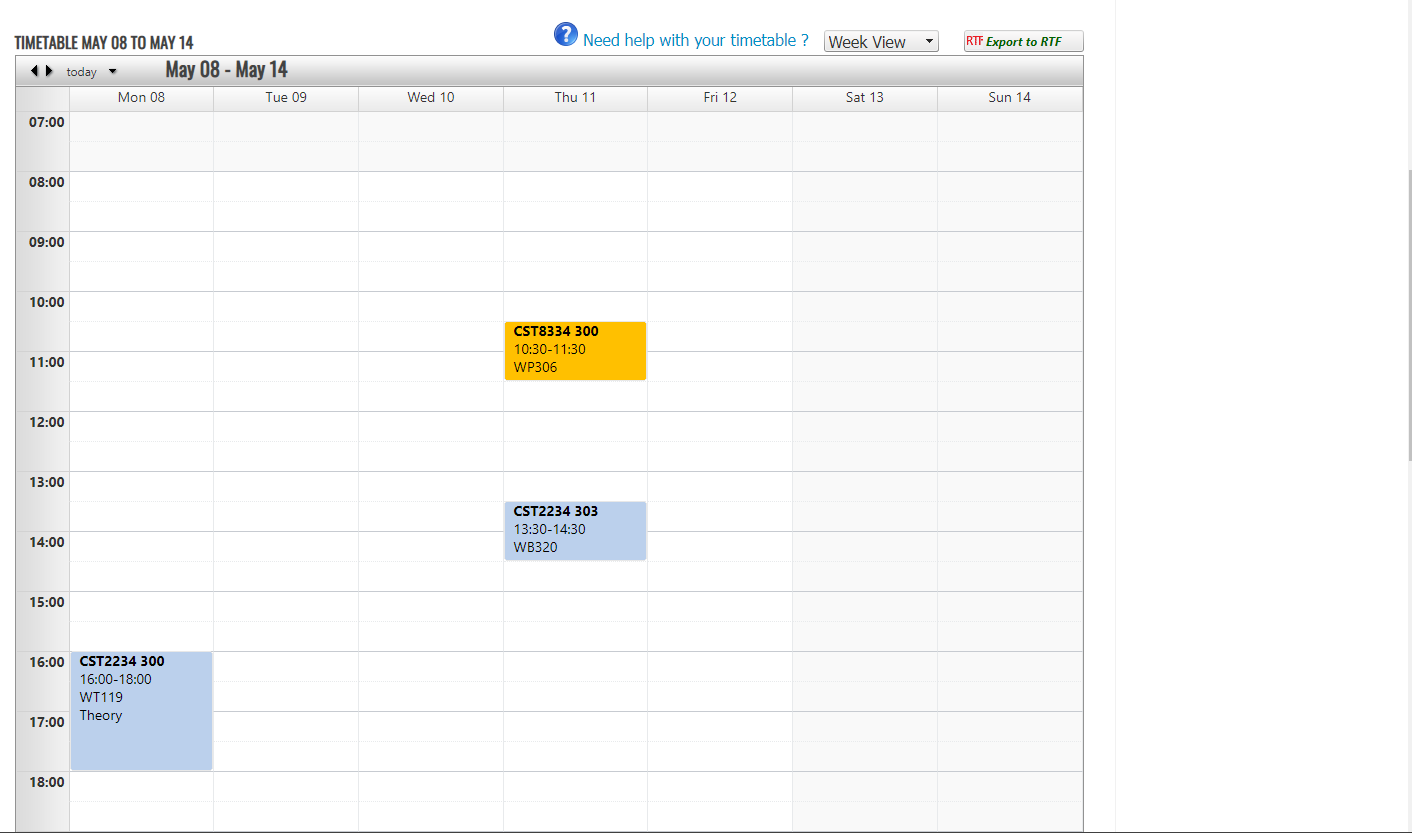 TIMETABLE MAY 08 TO MAY 14
? Need help with your timetable ?
Week View
RTF Export to RTF
today
May 08 - May 14
Mon 08
Tue 09
Wed 10
Thu 11
Fri 12
Sat 13
Sun 14
07:00
08:00
09:00
10:00
CST8334 300
10:30-11:30
WP306
11:00
12:00
13:00
CST2234 303
13:30-14:30
WB320
14:00
15:00
16:00
CST2234 300
16:00-18:00
WT119
Theory
17:00
18:00